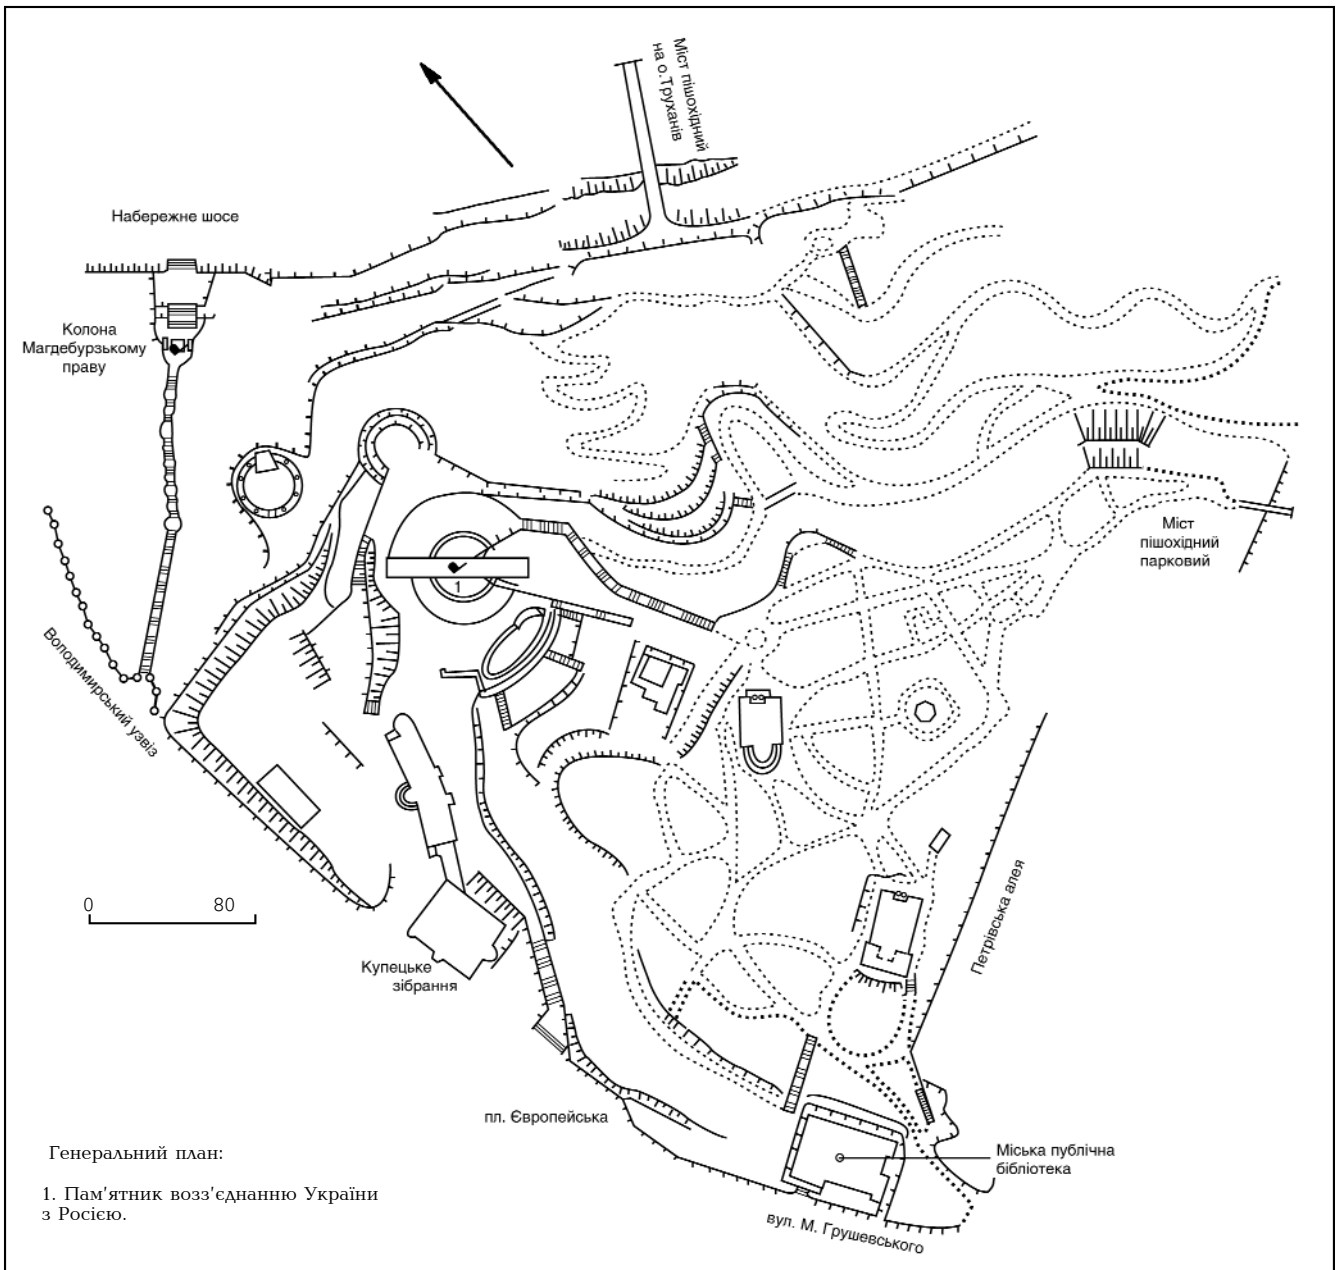 Міст пішохідний
на о.Труханів
Набережне шосе
Колона
Магдебурзькому
праву
1
Міст
пішохідний
парковий
Володимирський узвіз
0 80
Петрівська алея
Купецьке
зібрання
пл. Європейська
Генеральний план:
Міська публічна
бібліотека
1. Пам'ятник возз'єднанню України
з Росією.
вул. М. Грушевського